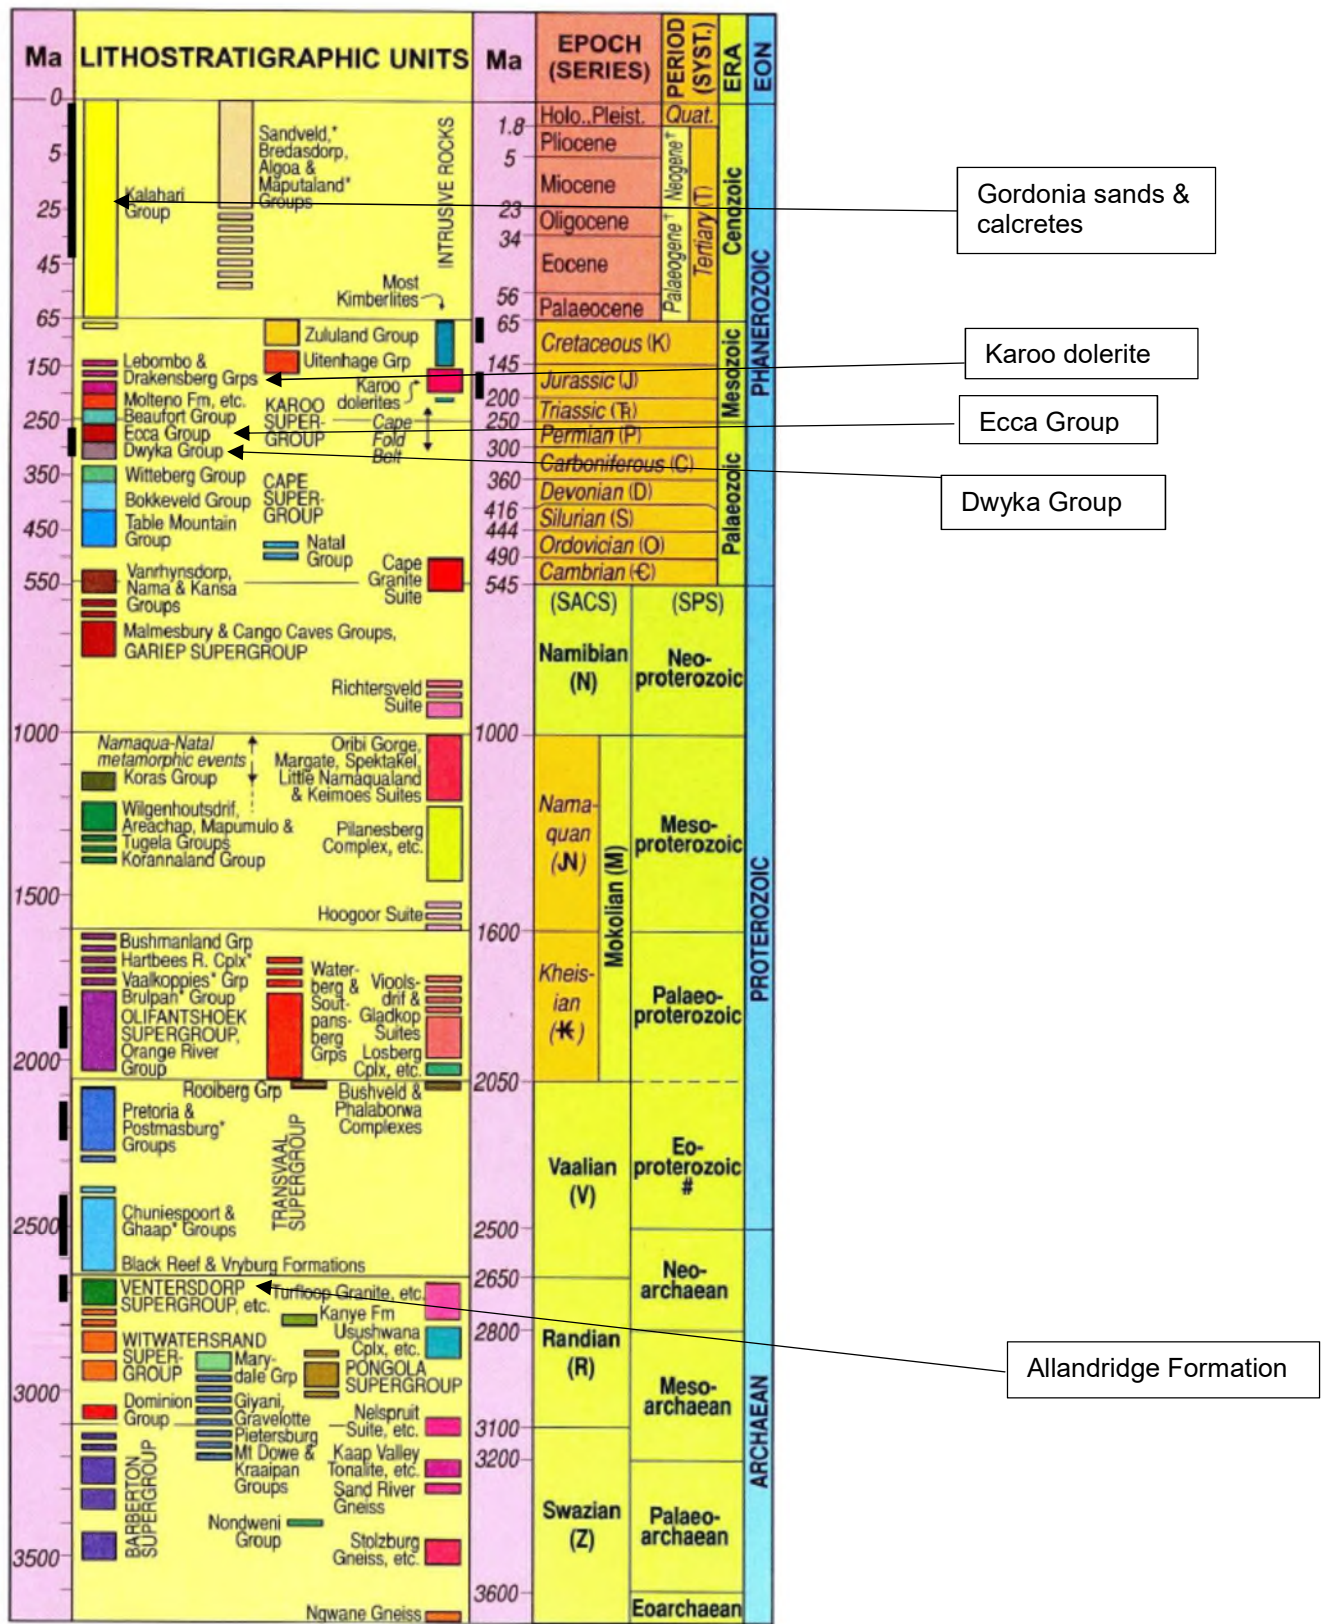 Ma
LITHOSTRATIGRAPHIC UNITS
Ma
EPOCH
(SERIES)
PERIOD
(SYST.)
ERA
EON
0
5
25
45
65
150
250
350
450
550
1000
1500
2000
2500
3000
3500
Kalahari
Group
Sandveld,*
Bredasdorp,
Algoa &
Maputaland*
Groups
INTRUSIVE ROCKS
Most
Kimberlites
Zululand Group
Uitenhage Grp
Lebombo &
Drakensberg Grps
Karoo
dolerites
Molteno Fm, etc.
Beaufort Group
Ecca Group
Dwyka Group
KAROO
SUPER-
GROUP
Cape
Fold
Belt
Witteberg Group
Bokkeveld Group
Table Mountain
Group
CAPE
SUPER-
GROUP
Natal
Group
Cape
Granite
Suite
Vanrhynsdorp,
Nama & Kansa
Groups
Malmesbury & Cango Caves Groups,
GARIEP SUPERGROUP
Richtersveld
Suite
Namaqua-Natal
metamorphic events
Koras Group
Oribi Gorge,
Margate, Spektakel,
Little Namaqualand
& Keimoes Suites
Wilgenhoutsdrif,
Areachap, Mapumulo &
Tugela Groups
Korannaland Group
Pilanesberg
Complex, etc.
Hoogoor Suite
Bushmanland Grp
Hartbees R. Cplx*
Vaalkoppies* Grp
Brulpan* Group
OLIFANTSHOEK
SUPERGROUP,
Orange River
Group
Water-
berg &
Sout-
pans-
berg
Grps
Viools-
drif &
Gladkop
Suites
Losberg
Cplx, etc.
Rooiberg Grp
Bushveld &
Phalaborwa
Complexes
Pretoria &
Postmasburg*
Groups
TRANSVAAL
SUPERGROUP
Chuniespoort &
Ghaap* Groups
Black Reef & Vryburg Formations
VENTERSDORP
SUPERGROUP, etc.
Turfloop Granite, etc.
Kanye Fm
WITWATERSRAND
SUPER-
GROUP
Usushwana
Cplx, etc.
Mary-
dale Grp
PONGOLA
SUPERGROUP
Dominion
Group
Giyani,
Gravelotte
Pietersburg
Mt Dowe &
Kraaipan
Groups
Nelspruit
Suite, etc.
Kaap Valley
Tonalite, etc.
Sand River
Gneiss
BARBERTON
SUPERGROUP
Nondweni
Group
Stolzburg
Gneiss, etc.
Ngwane Gneiss
1.8
5
23
34
56
65
145
200
250
300
360
416
444
490
545
1000
1600
2050
2500
2650
2800
3100
3200
3600
Holo.,Pleist.
Pliocene
Miocene
Oligocene
Eocene
Palaeocene
Quat.
Neogene†
Palaeogene†
Tertiary (T)
Cenozoic
Cretaceous (K)
Jurassic (J)
Triassic (Ꞃ)
Mesozoic
Permian (P)
Carboniferous (C)
Devonian (D)
Silurian (S)
Ordovician (O)
Cambrian (Є)
Palaeozoic
PHANEROZOIC
(SACS)
(SPS)
Namibian
(N)
Neo-
proterozoic
Nama-
quan
(JN)
Mokolian (M)
Meso-
proterozoic
Kheis-
ian
(K)
Palaeo-
proterozoic
PROTEROZOIC
Vaalian
(V)
Eo-
proterozoic
#
Neo-
archaean
Randian
(R)
Meso-
archaean
Swazian
(Z)
Palaeo-
archaean
Eoarchaean
ARCHAEAN
Gordonia sands &
calcretes
Karoo dolerite
Ecca Group
Dwyka Group
Allandridge Formation